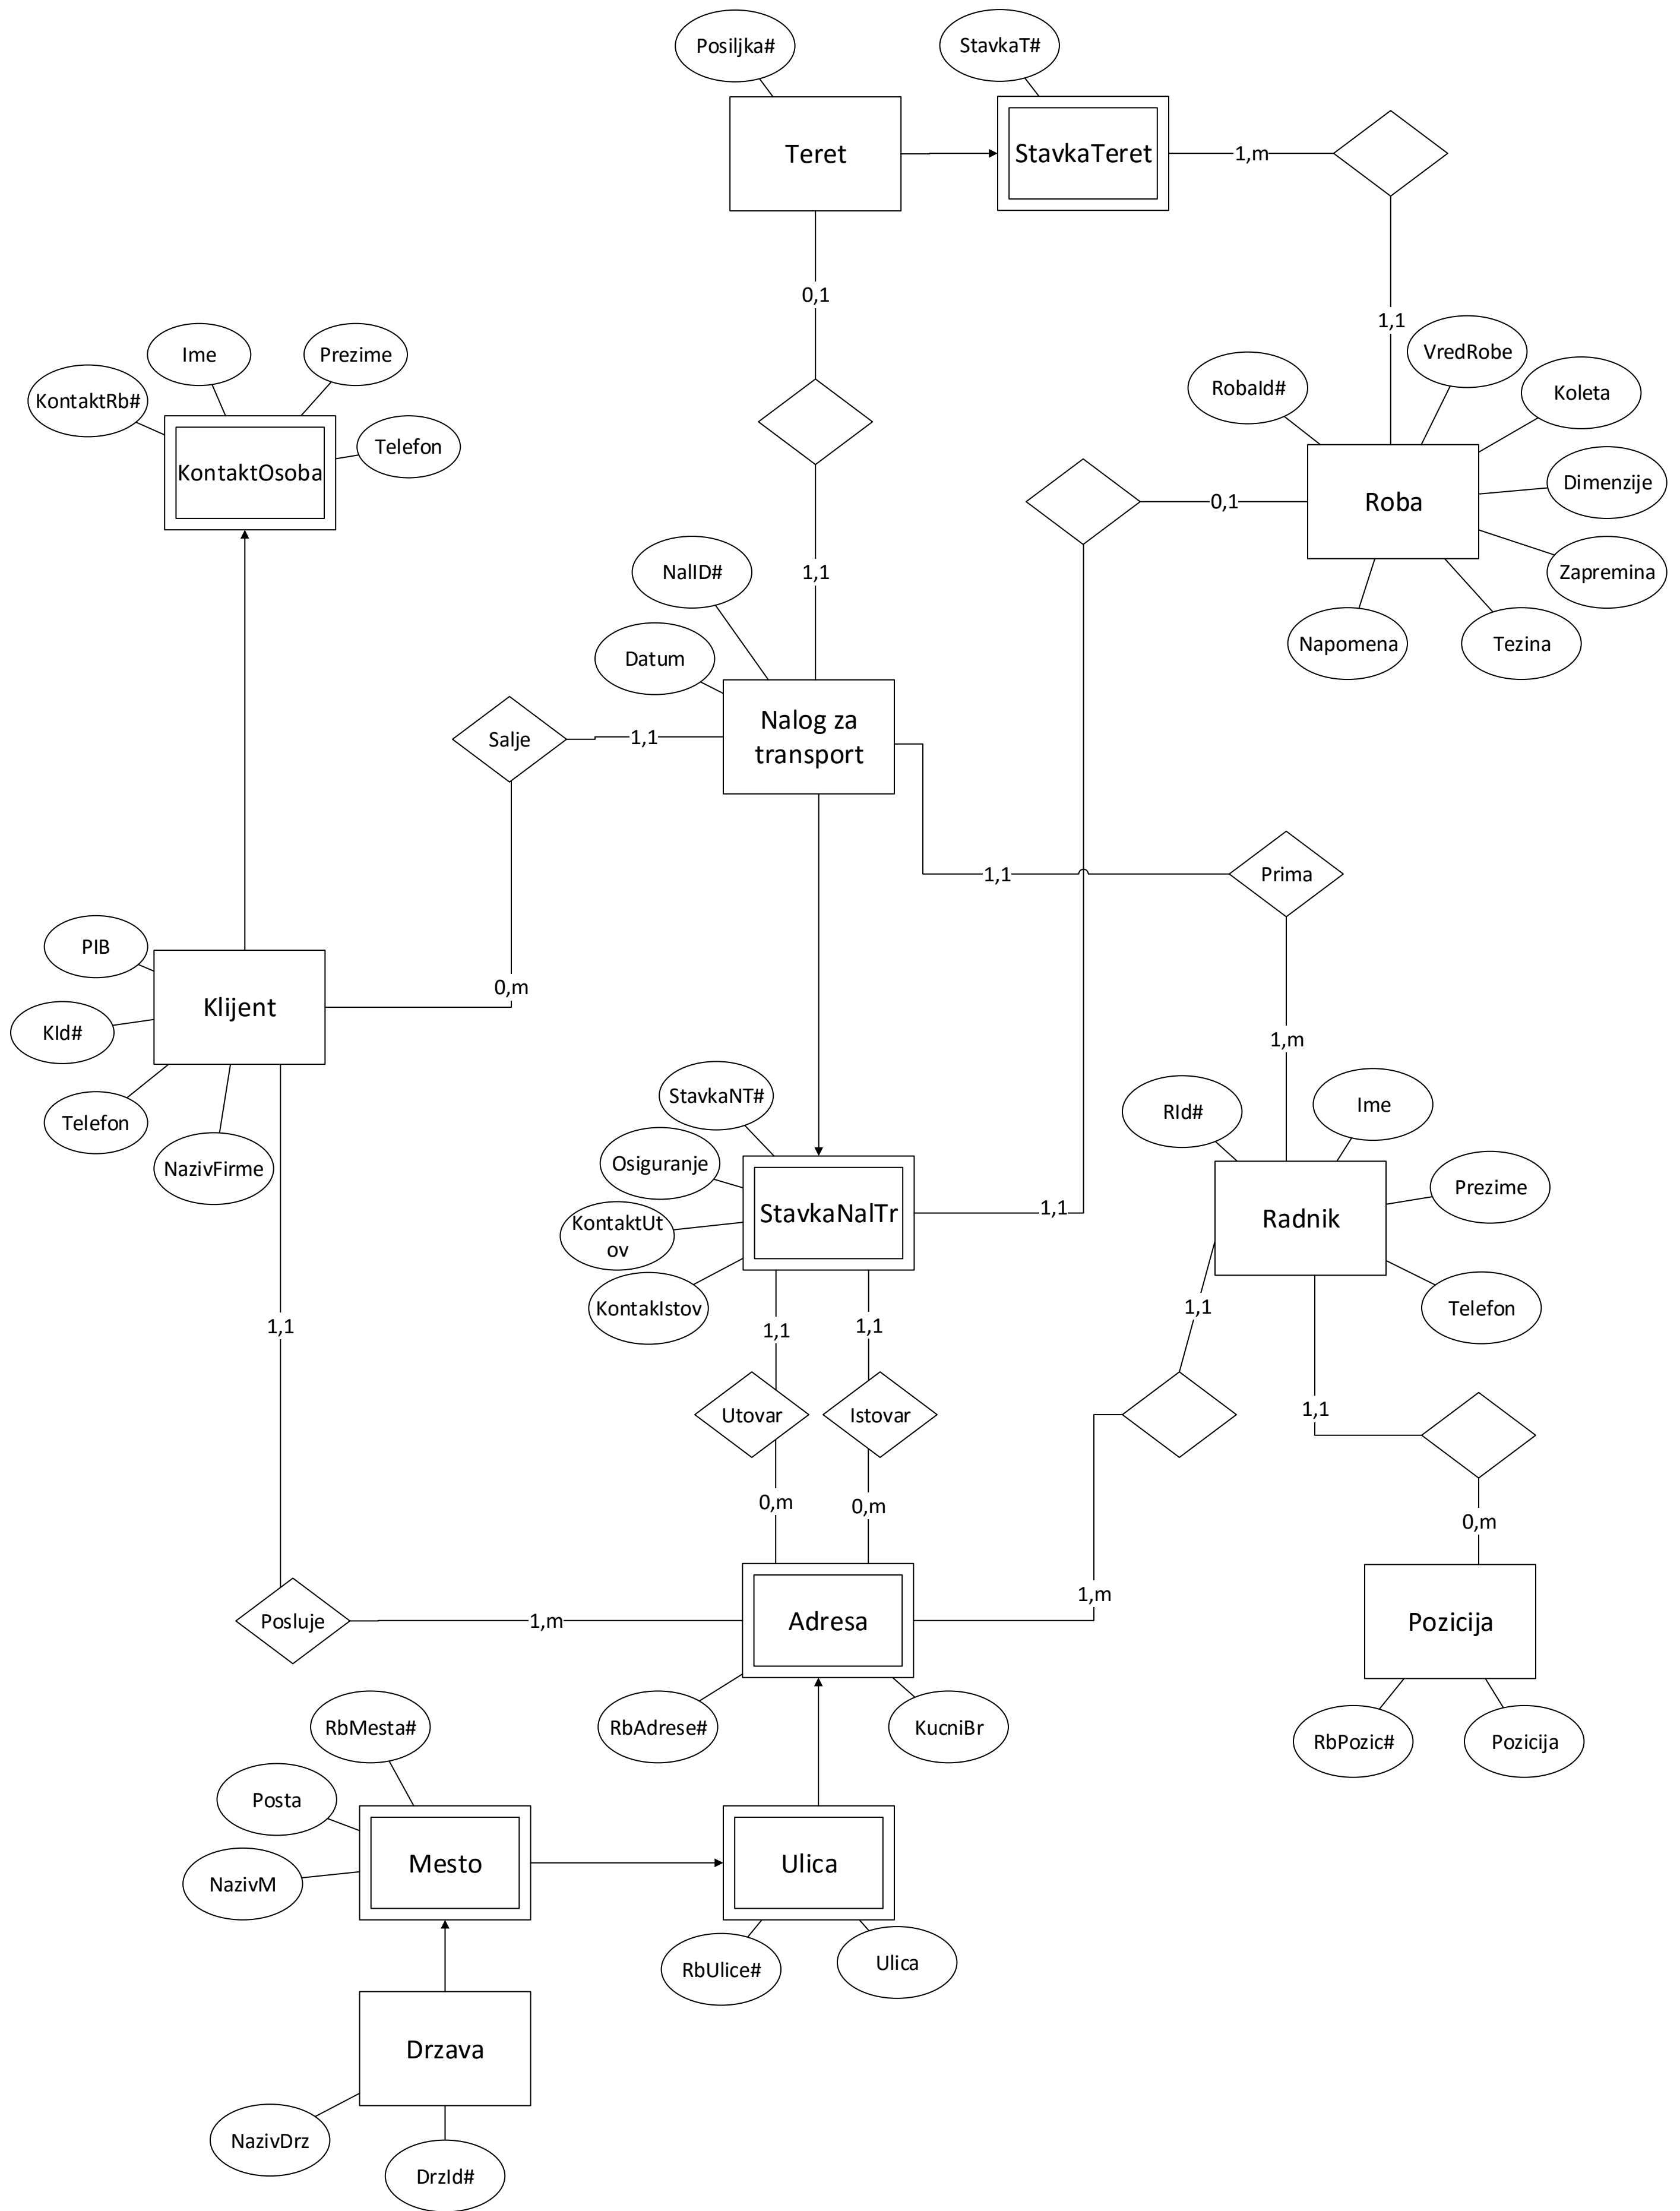 Posiljka#
StavkaT#
Teret
StavkaTeret
1,m
0,1
1,1
Ime
Prezime
KontaktRb#
Telefon
KontaktOsoba
VredRobe
RobaId#
Koleta
Dimenzije
Roba
0,1
Zapremina
Napomena
Tezina
NalID#
1,1
Datum
Nalog za
transport
Salje
1,1
1,1
Prima
PIB
Klijent
KId#
Telefon
NazivFirme
0,m
1,m
StavkaNT#
Osiguranje
KontaktUt
ov
KontakIstov
StavkaNalTr
1,1
RId#
Ime
Prezime
Radnik
Telefon
1,1
1,1
1,1
1,1
1,1
Utovar
Istovar
0,m
0,m
0,m
Posluje
1,m
Adresa
1,m
Pozicija
RbAdrese#
KucniBr
RbPozic#
Pozicija
RbMesta#
Posta
NazivM
Mesto
Ulica
RbUlice#
Ulica
Drzava
NazivDrz
DrzId#